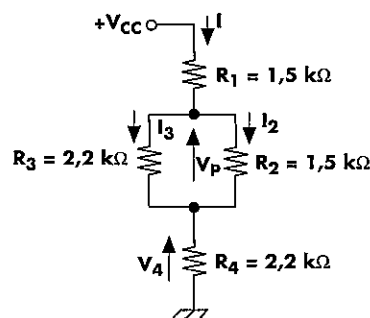 +VCC I
R1 = 1,5 kΩ
I3 I2
R3 = 2,2 kΩ Vp R2 = 1,5 kΩ
V4 R4 = 2,2 kΩ